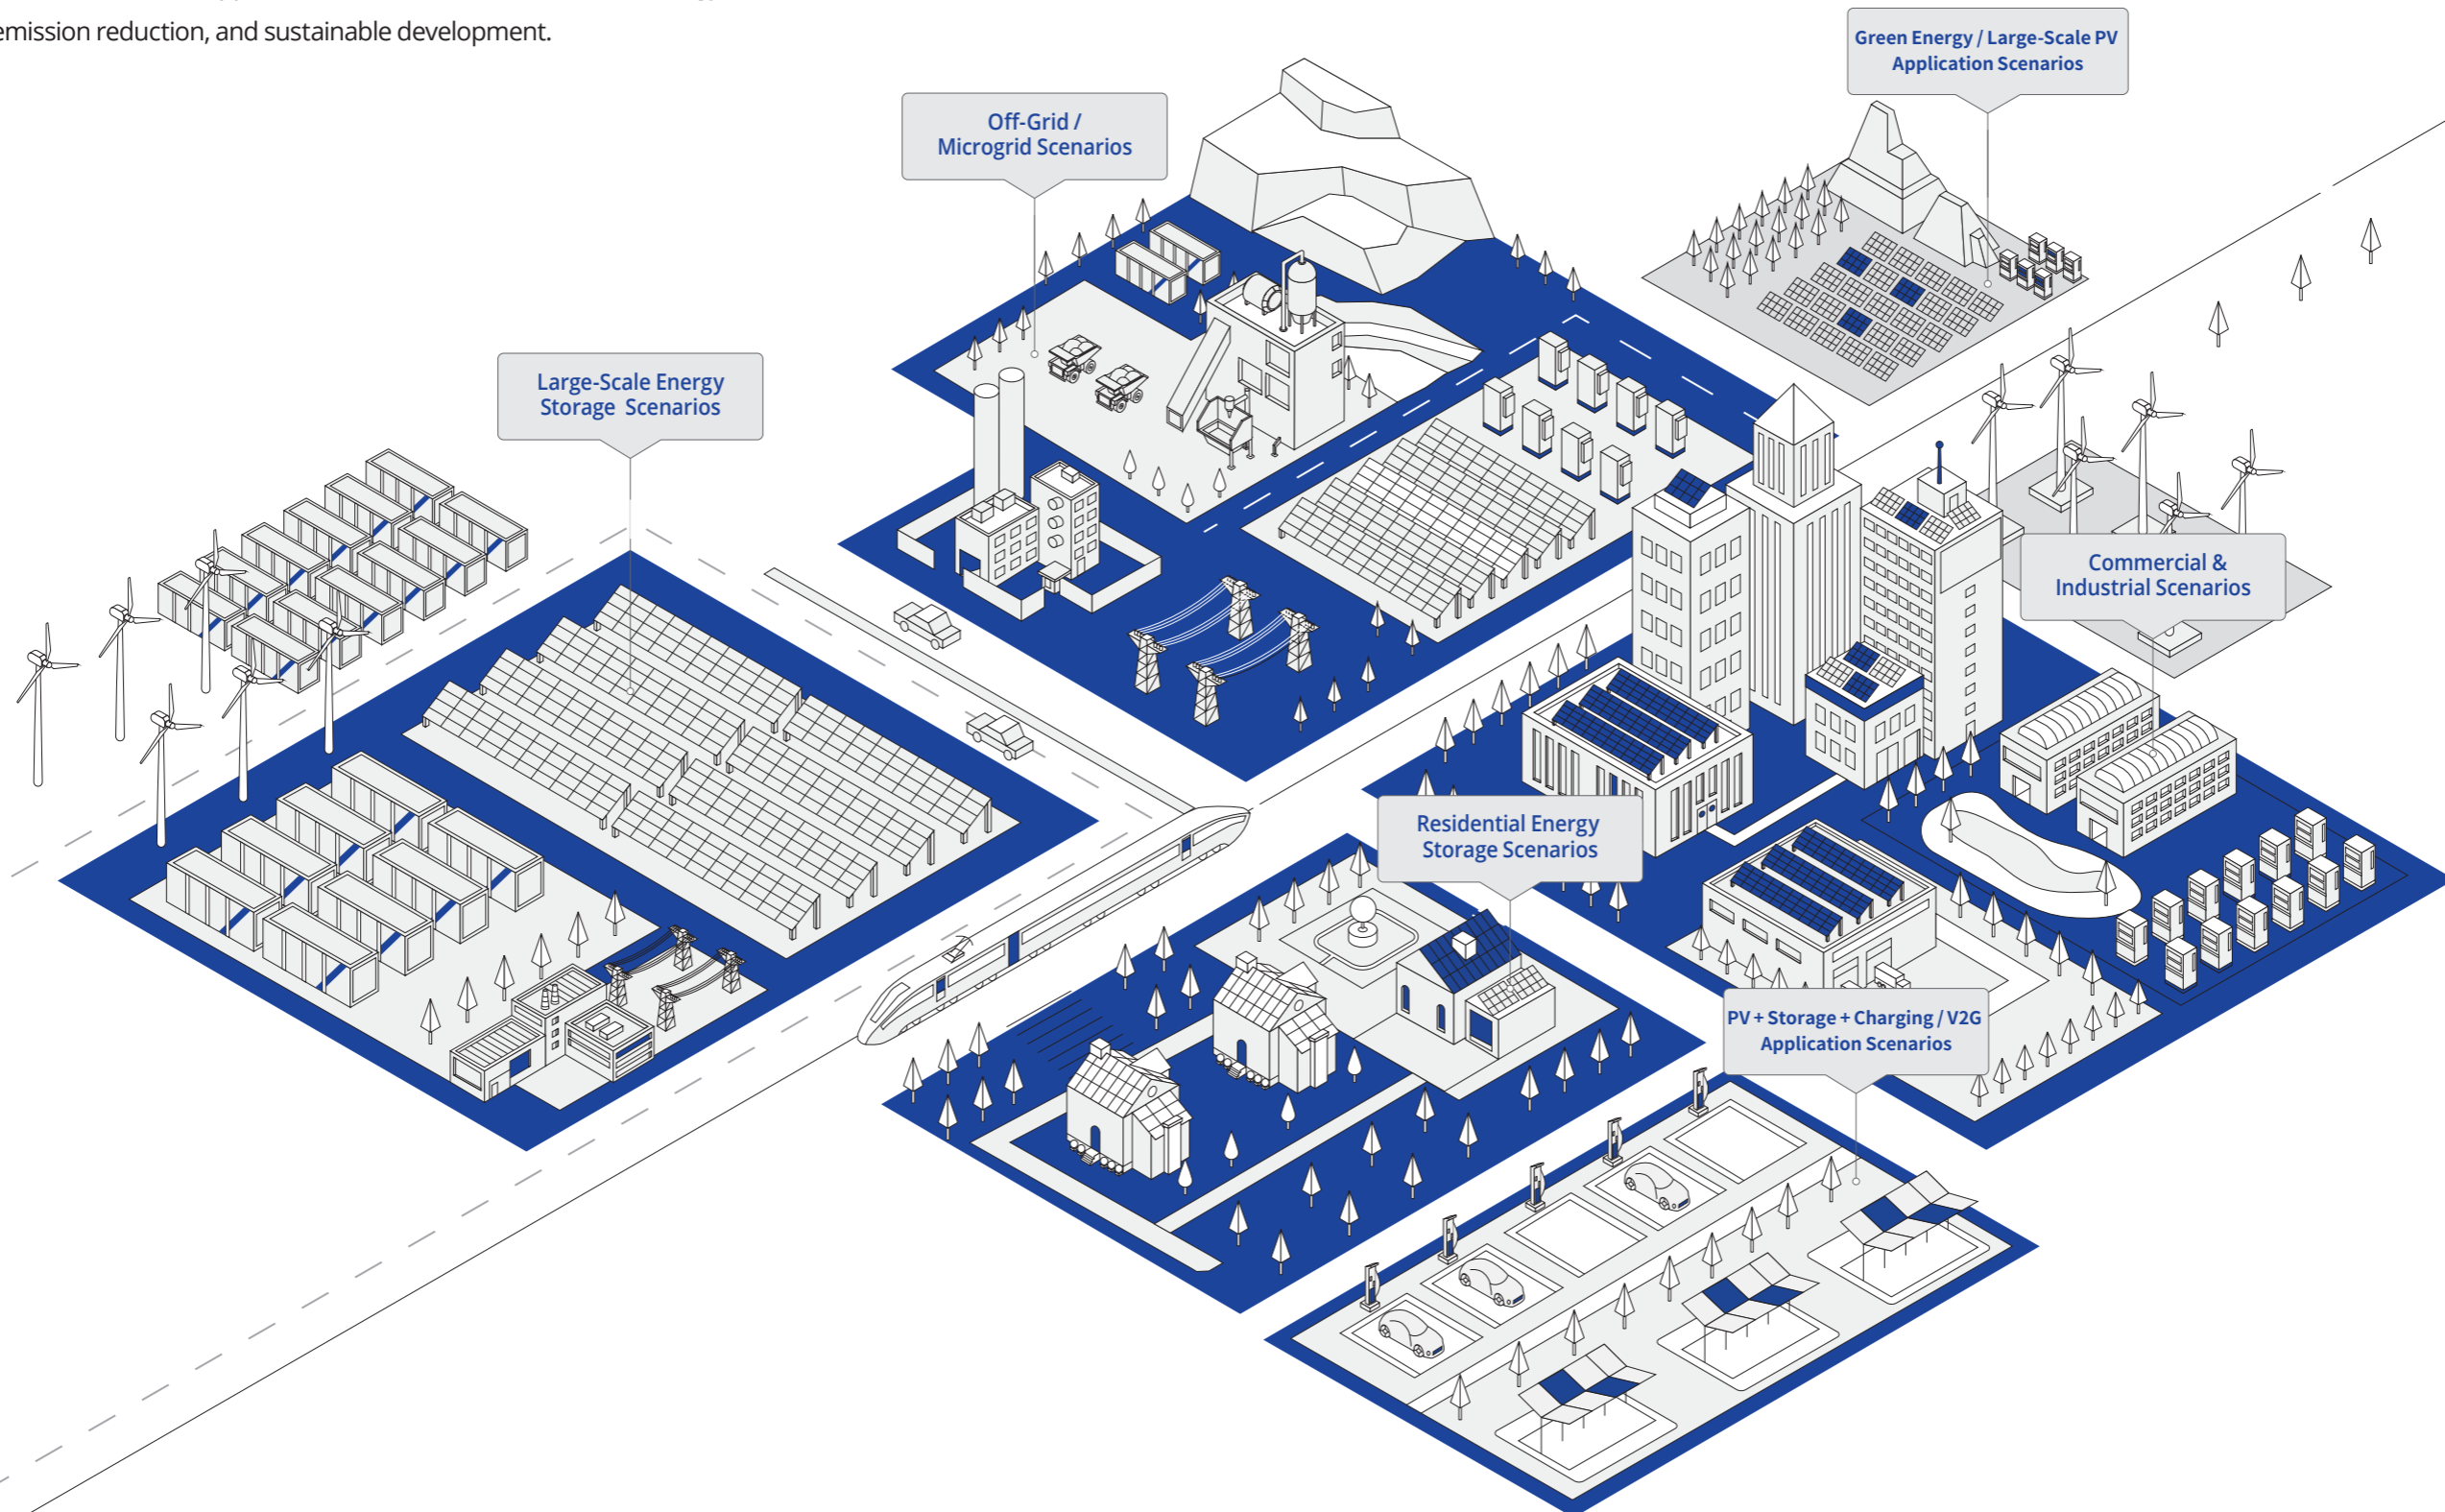 emission reduction, and sustainable development.
Green Energy / Large-Scale PV
Application Scenarios
Off-Grid /
Microgrid Scenarios
Large-Scale Energy
Storage Scenarios
Commercial &
Industrial Scenarios
Residential Energy
Storage Scenarios
PV + Storage + Charging / V2G
Application Scenarios